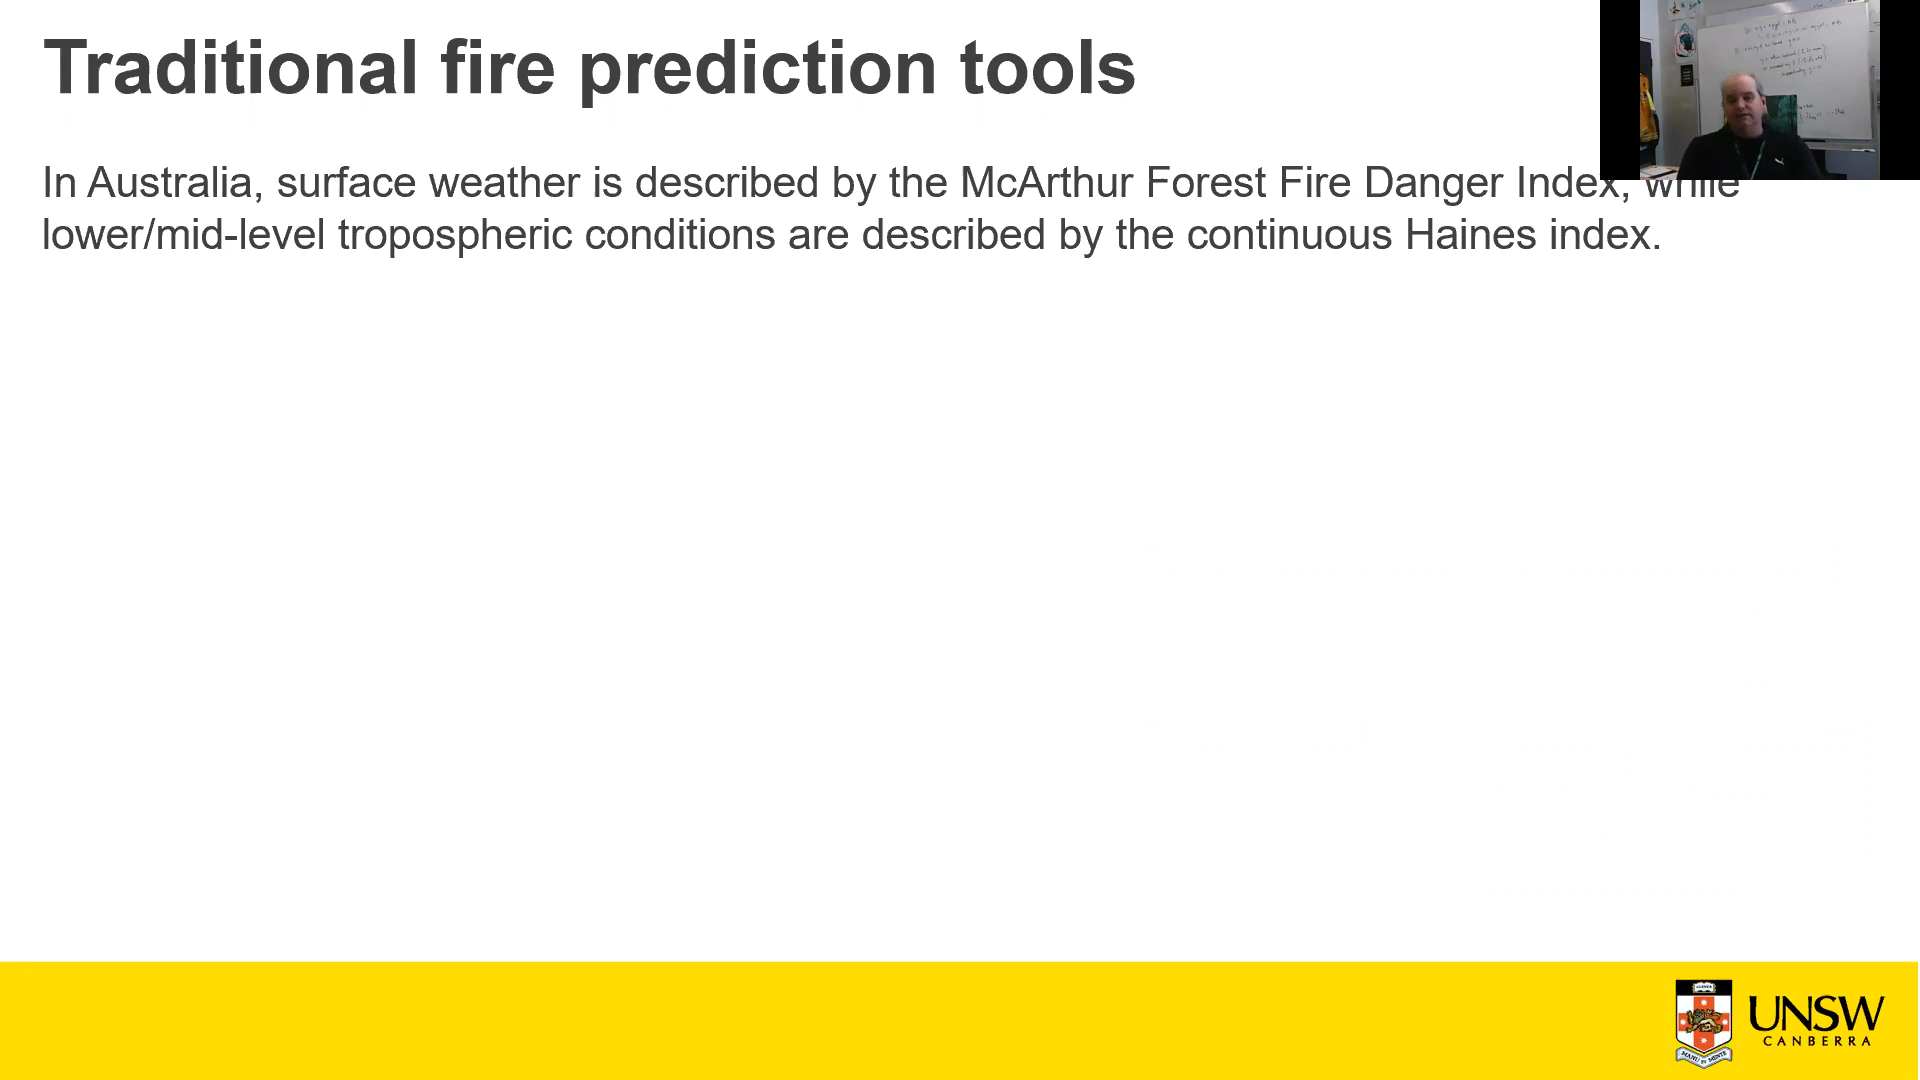 Traditional fire prediction tools
In Australia, surface weather is described by the McArthur Forest Fire Danger Index, while
lower/mid-level tropospheric conditions are described by the continuous Haines index.
UNSW
CANBERRA